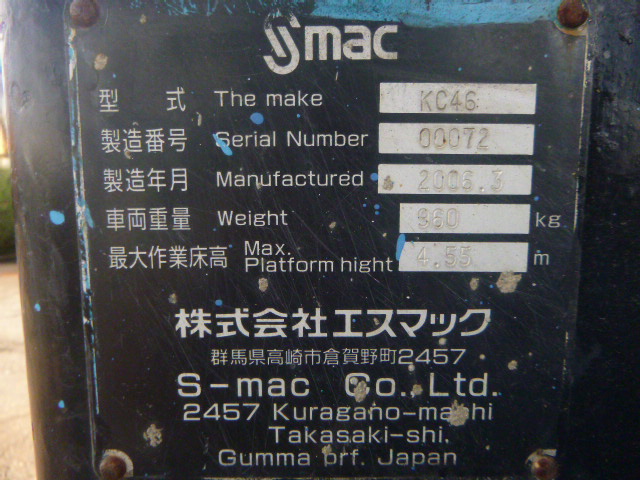 Smac
型 式 The make KC46
製造番号 Serial Number 00072
製造年月 Manufactured 2006.3
車両重量 Weight 960 kg
最大作業床高 Max. Platform hight 4.55 m
株式会社エスマック
群馬県高崎市倉賀野町2457
S-mac Co.,Ltd.
2457 Kuragano-machi
Takasaki-shi,
Gumma prf. Japan